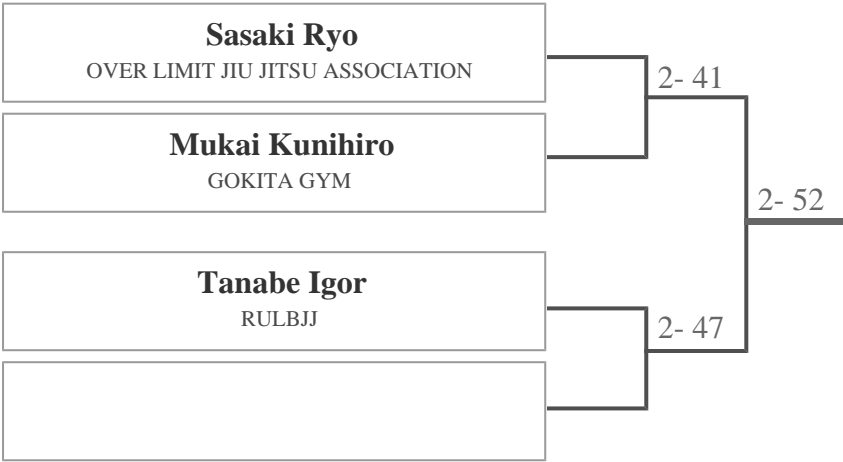 Sasaki Ryo
OVER LIMIT JIU JITSU ASSOCIATION
2- 41
Mukai Kunihiro
GOKITA GYM
2- 52
Tanabe Igor
RULBJJ
2- 47